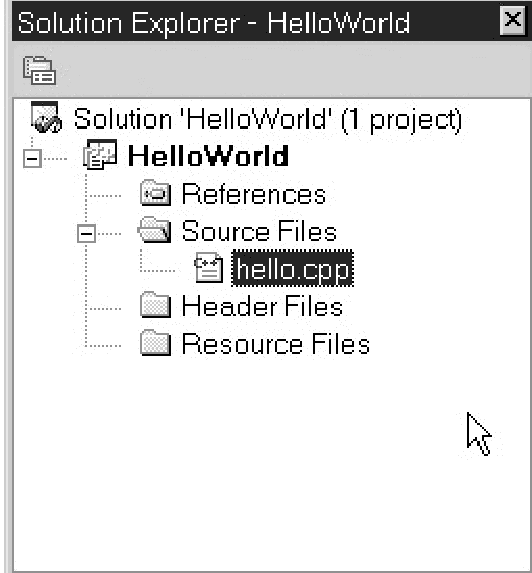 Solution Explorer - HelloWorld
Solution 'HelloWorld' (1 project)
HelloWorld
References
Source Files
hello.cpp
Header Files
Resource Files